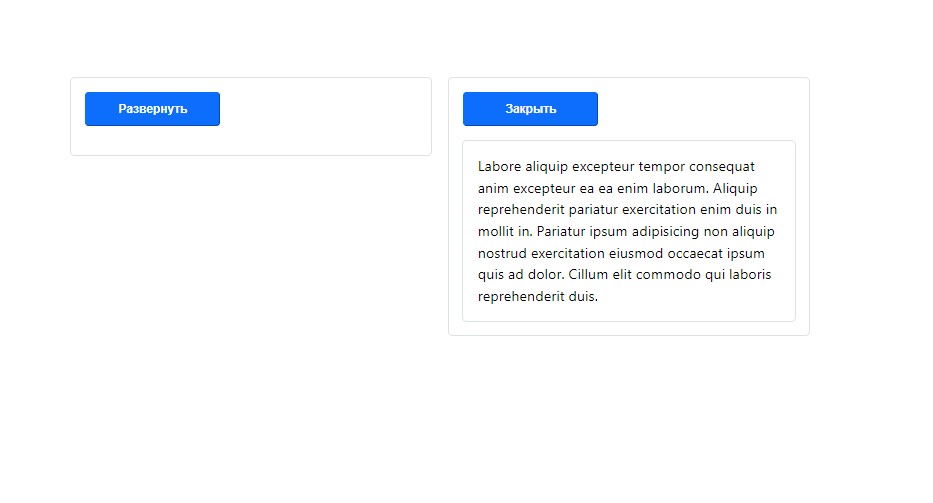 Развернуть
Закрыть
Labore aliquip excepteur tempor consequat
anim excepteur ea ea enim laborum. Aliquip
reprehenderit pariatur exercitation enim duis in
mollit in. Pariatur ipsum adipisicing non aliquip
nostrud exercitation eiusmod occaecat ipsum
quis ad dolor. Cillum elit commodo qui laboris
reprehenderit duis.